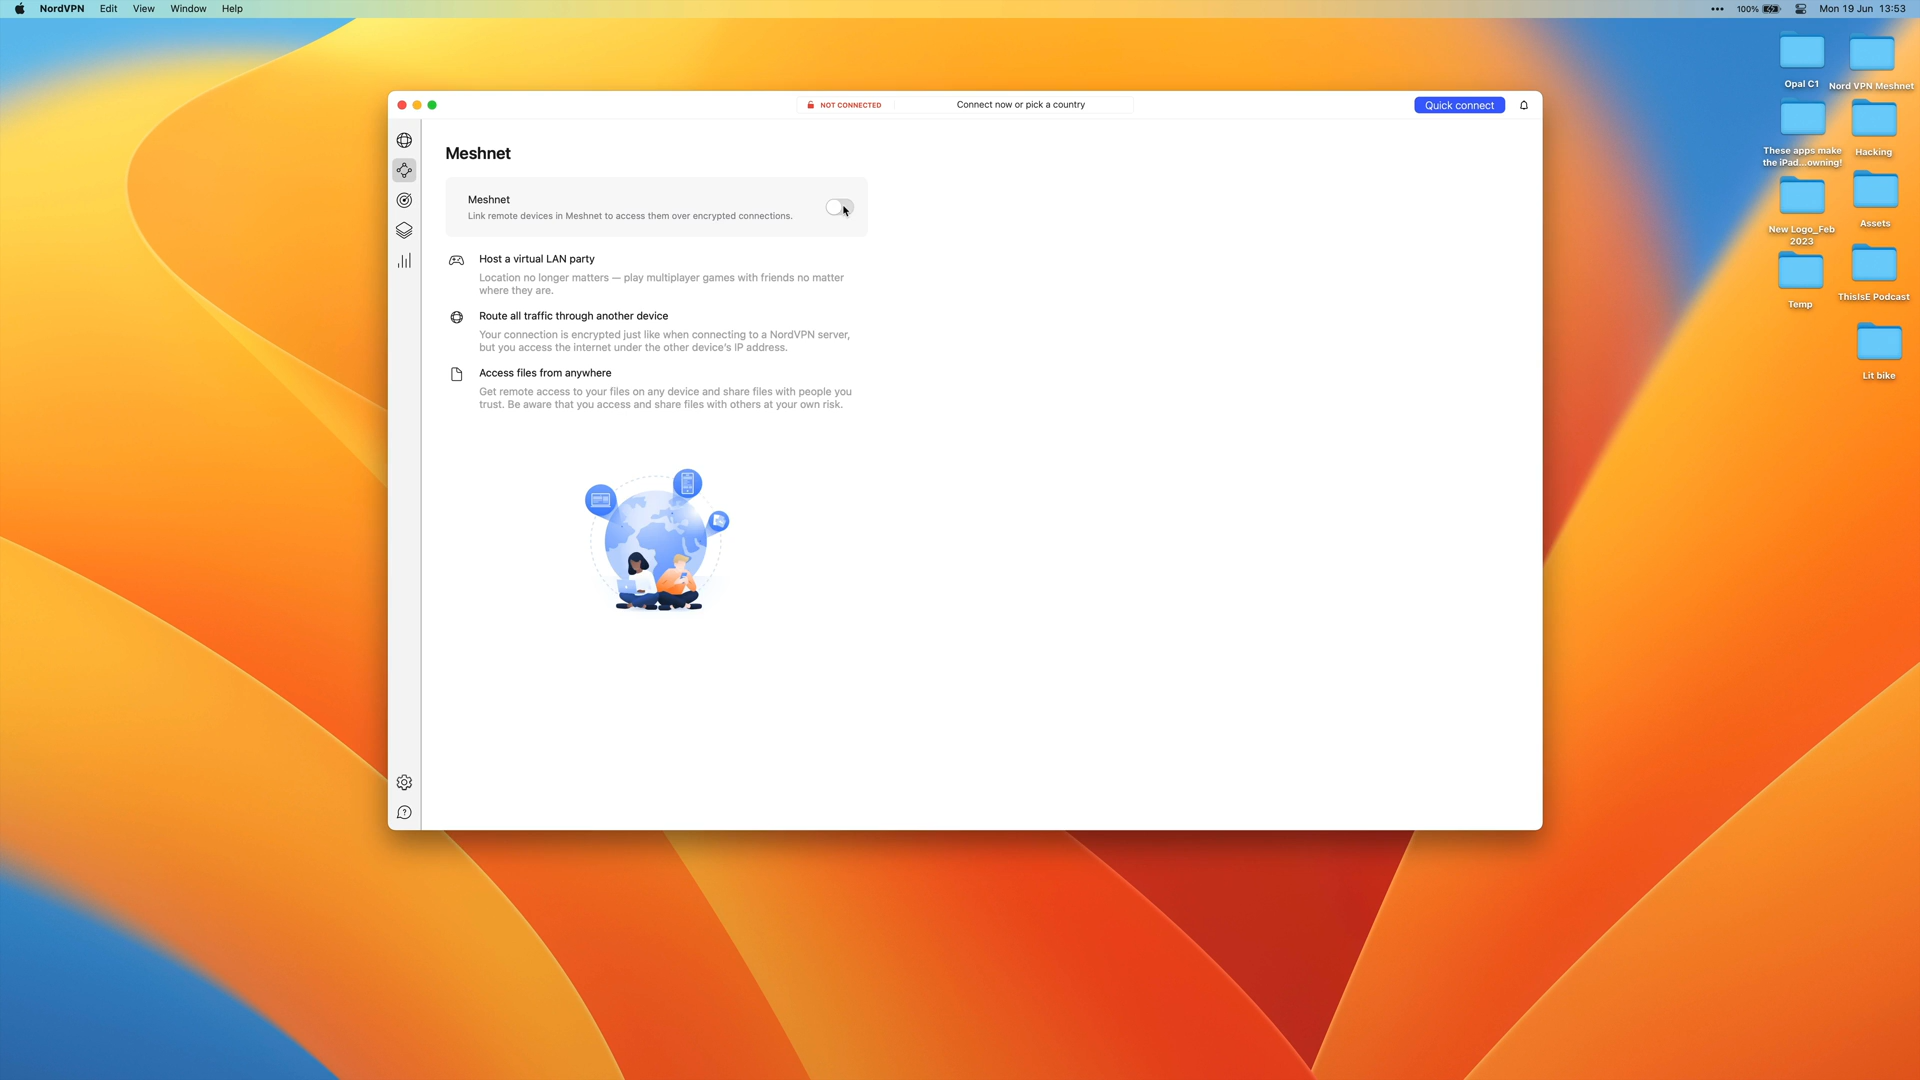 NordVPN Edit View Window Help
••• 100% Mon 19 Jun 13:53
NOT CONNECTED Connect now or pick a country Quick connect
Meshnet
Meshnet
Link remote devices in Meshnet to access them over encrypted connections.
Host a virtual LAN party
Location no longer matters — play multiplayer games with friends no matter
where they are.
Route all traffic through another device
Your connection is encrypted just like when connecting to a NordVPN server,
but you access the internet under the other device's IP address.
Access files from anywhere
Get remote access to your files on any device and share files with people you
trust. Be aware that you access and share files with others at your own risk.
Opal C1
Nord VPN Meshnet
These apps make
the iPad...owning!
Hacking
New Logo_Feb
2023
Assets
Temp
ThisIsE Podcast
Lit bike